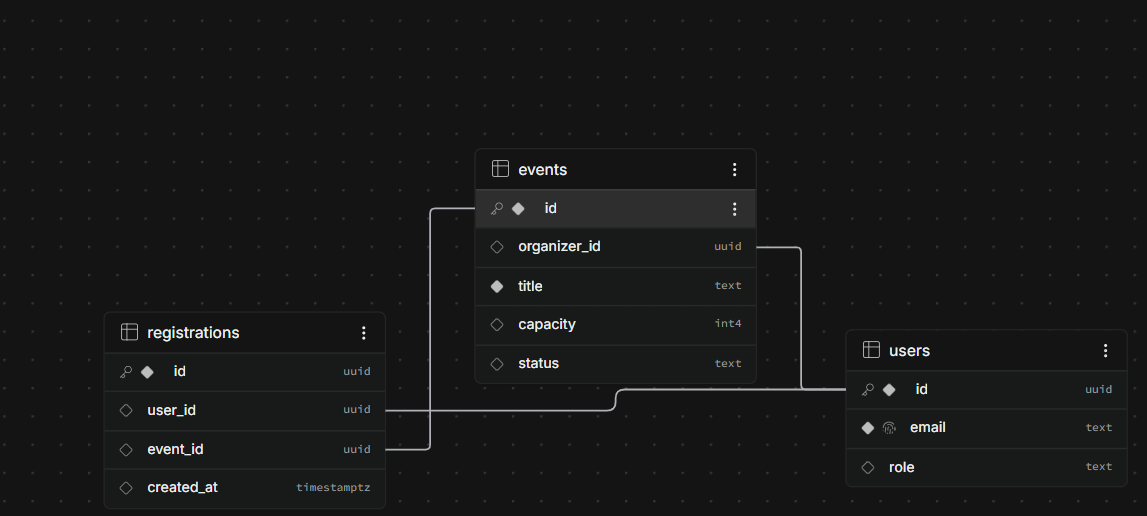 events
id
organizer_id uuid
title text
capacity int4
status text
registrations
id uuid
user_id uuid
event_id uuid
created_at timestamptz
users
id uuid
email text
role text